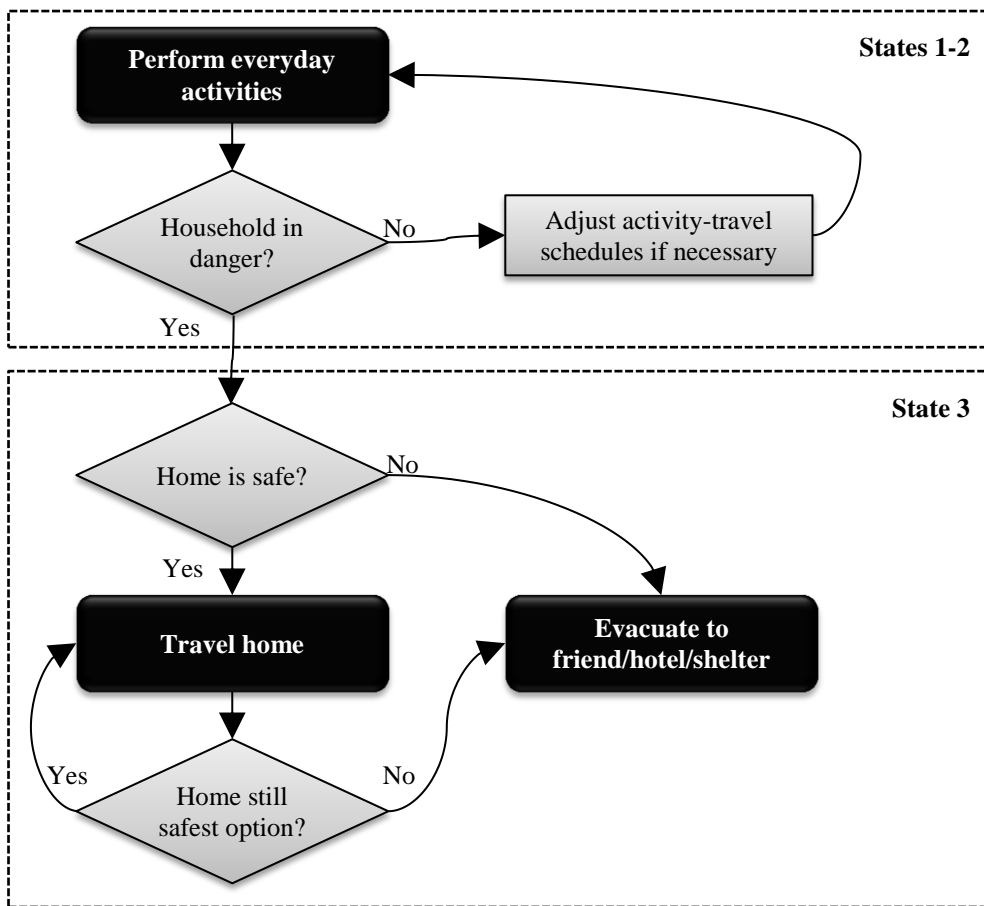 States 1-2
Perform everyday
activities
Household in
danger?
No
Adjust activity-travel
schedules if necessary
Yes
State 3
Home is safe?
No
Yes
Travel home
Evacuate to
friend/hotel/shelter
Yes
No
Home still
safest option?